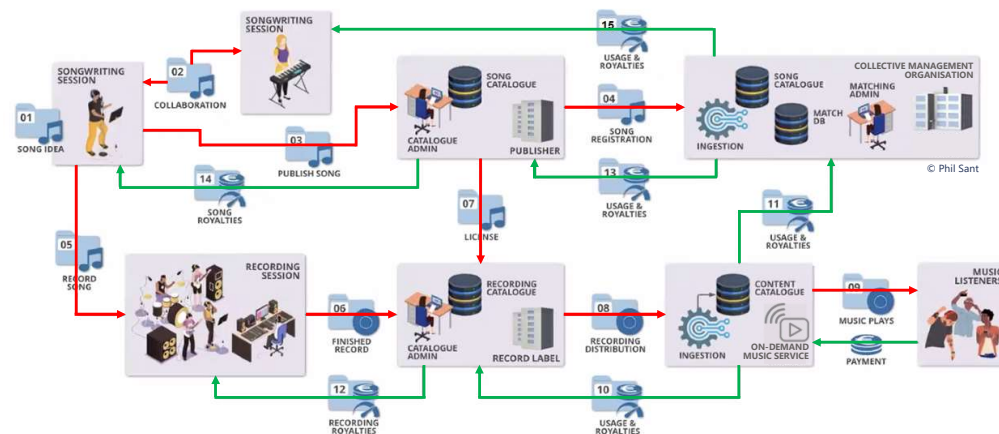 SONGWRITING
SESSION
SONGWRITING
SESSION
02
COLLABORATION
01
SONG IDEA
03
PUBLISH SONG
14
SONG
ROYALTIES
SONG
CATALOGUE
CATALOGUE
ADMIN
PUBLISHER
04
SONG
REGISTRATION
13
USAGE &
ROYALTIES
15
USAGE &
ROYALTIES
COLLECTIVE MANAGEMENT
ORGANISATION
SONG
CATALOGUE
MATCHING
ADMIN
MATCH
DB
INGESTION
© Phil Sant
05
RECORD
SONG
07
LICENSE
11
USAGE &
ROYALTIES
RECORDING
SESSION
06
FINISHED
RECORD
12
RECORDING
ROYALTIES
RECORDING
CATALOGUE
CATALOGUE
ADMIN
RECORD LABEL
08
RECORDING
DISTRIBUTION
10
USAGE &
ROYALTIES
CONTENT
CATALOGUE
INGESTION
ON-DEMAND
MUSIC SERVICE
09
MUSIC PLAYS
PAYMENT
MUSI
LISTENERS